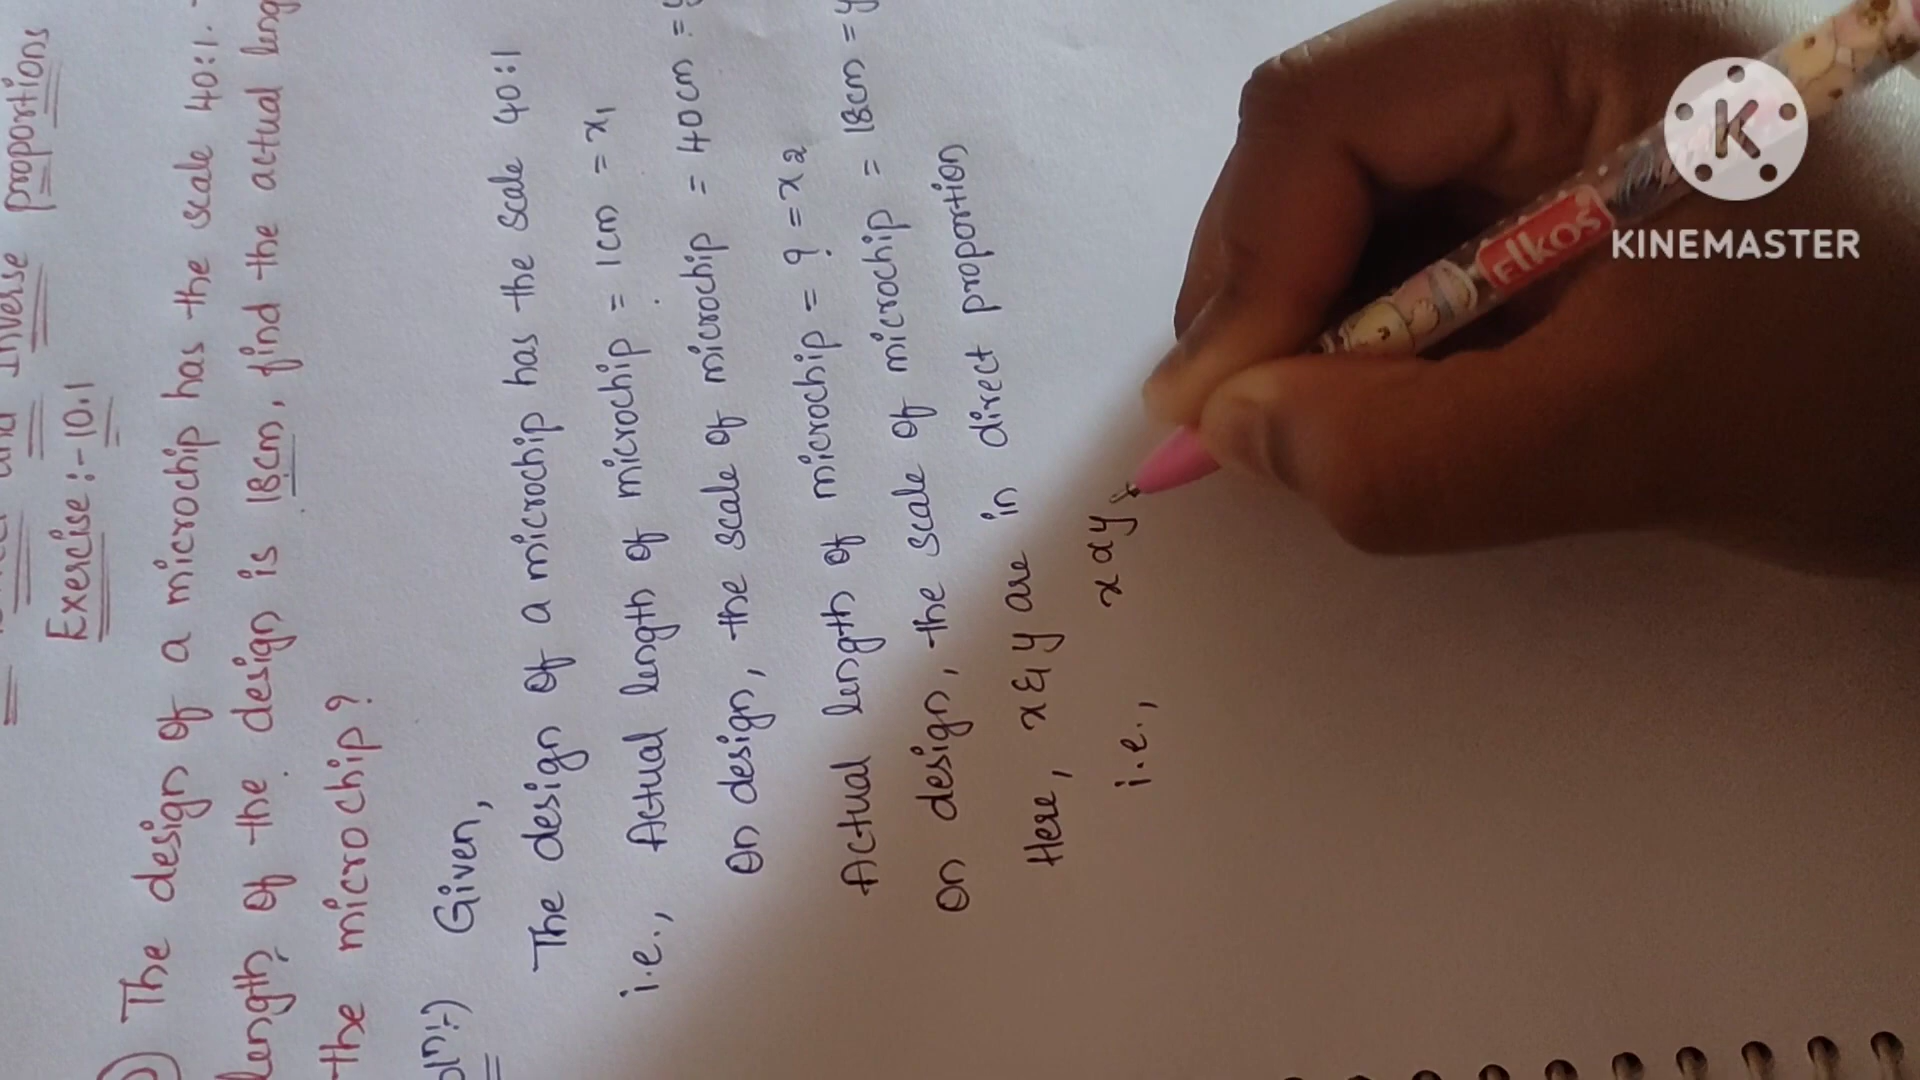 Inverse proportions
Exercise:- 10.1
The design of a microchip has the scale 40:1.
length of the design is 18cm, find the actual
the microchip?
Given,
The design of a microchip has the scale 40:1
i.e., Actual length of microchip = 1cm = x₁
On design, the scale of microchip = 40cm =
Actual length of microchip = ? = x₂
On design, the scale of microchip = 18cm = y
Here, x & y are in direct proportion
i.e., x α y
Elkos
K
KINEMASTER